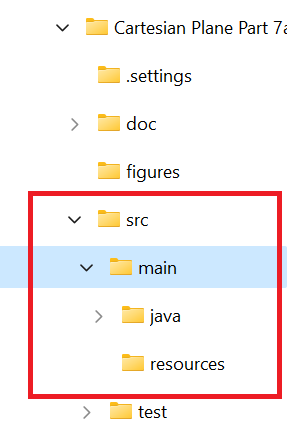 Cartesian Plane Part 7a
.settings
doc
figures
src
main
java
resources
test